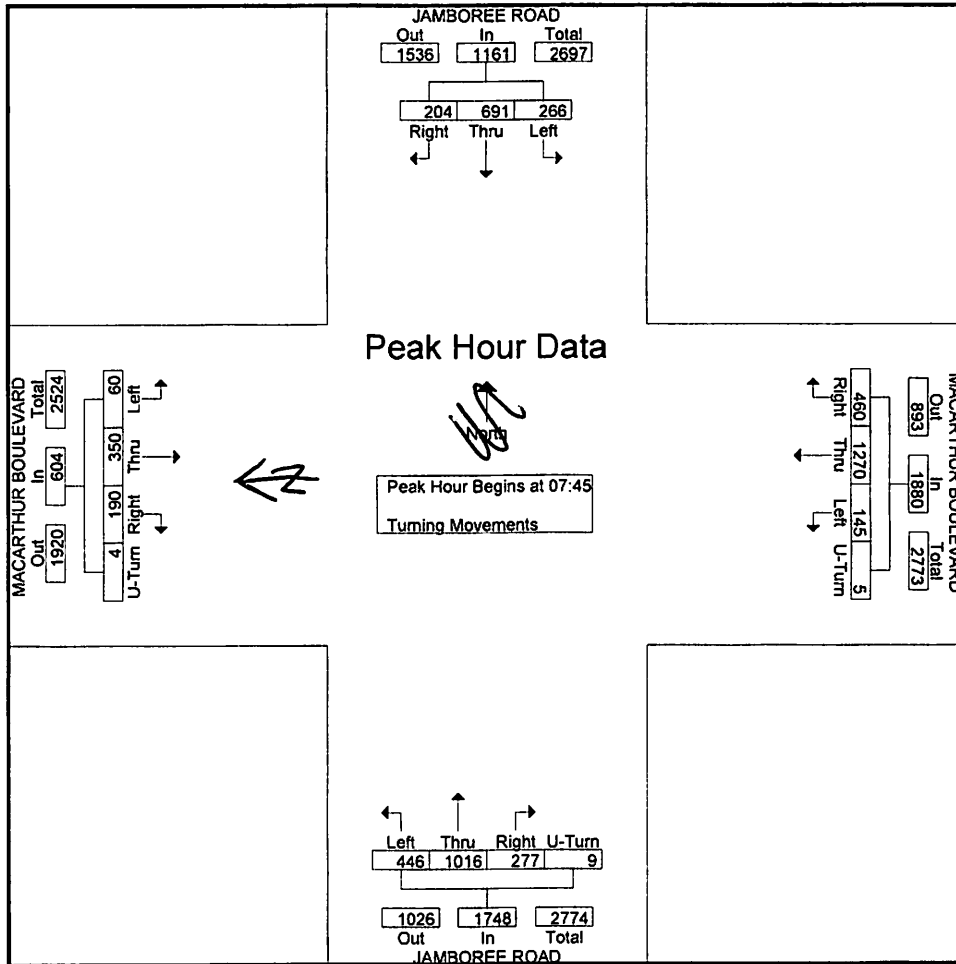 JAMBOREE ROAD
Out In Total
1536 1161 2697
204 691 266
Right Thru Left
Peak Hour Data
North
Peak Hour Begins at 07:45
Turning Movements
MACARTHUR BOULEVARD
Total In Out
2524 604 1920
60 350 190 4
Left Thru Right U-Turn
MACARTHUR BOULEVARD
Out In Total
893 1880 2773
460 1270 145 5
Right Thru Left U-Turn
Left Thru Right U-Turn
446 1016 277 9
1026 1748 2774
Out In Total
JAMBOREE ROAD